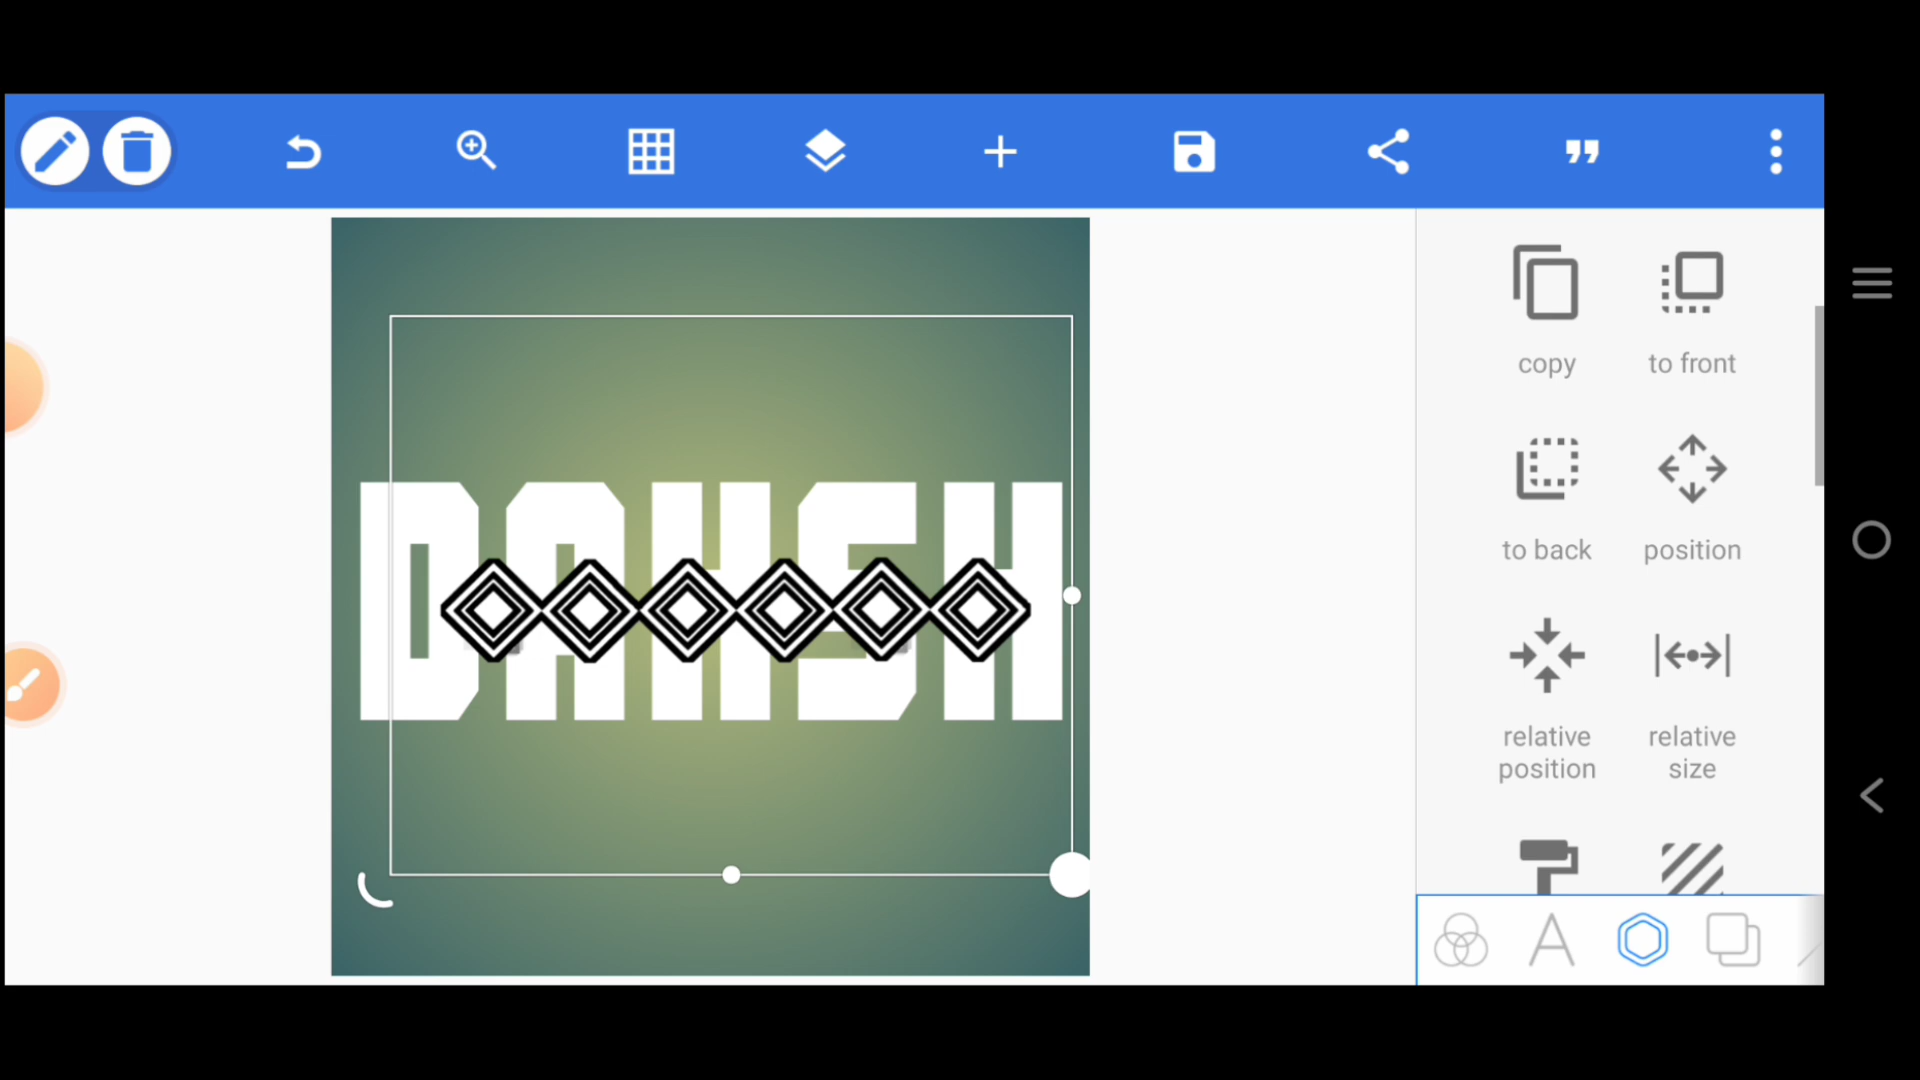 DAHSH
copy
to front
to back
position
relative position
relative size